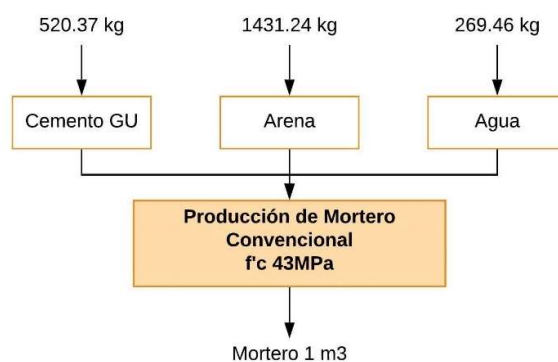 520.37 kg
1431.24 kg
269.46 kg
Cemento GU
Arena
Agua
Producción de Mortero
Convencional
f'c 43MPa
Mortero 1 m3